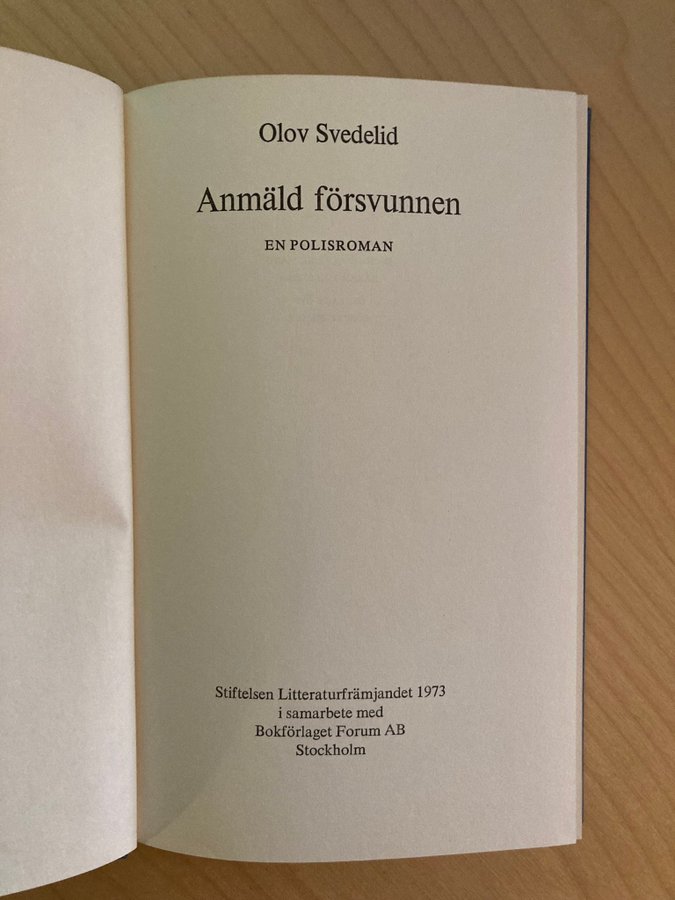 Olov Svedelid
Anmäld försvunnen
EN POLISROMAN
Stiftelsen Litteraturfrämjandet 1973
i samarbete med
Bokförlaget Forum AB
Stockholm